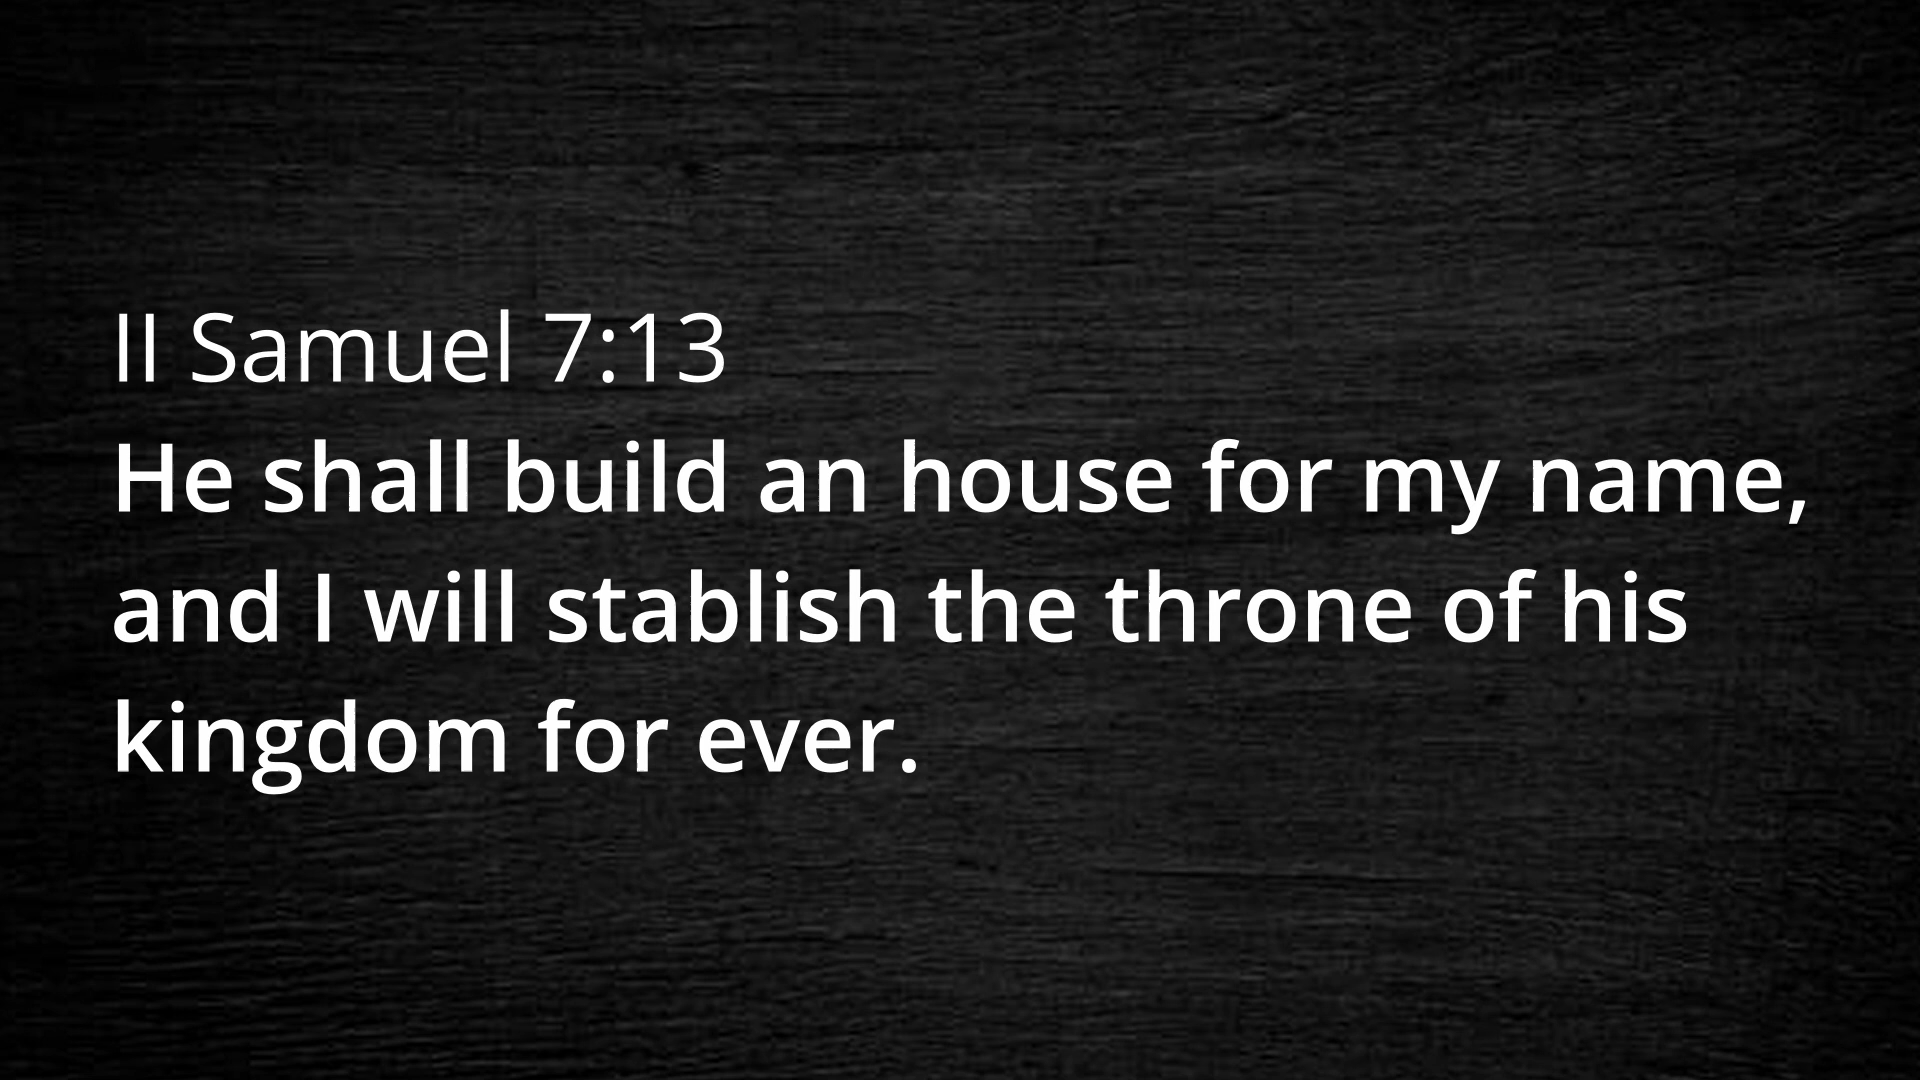 II Samuel 7:13
He shall build an house for my name,
and I will stablish the throne of his
kingdom for ever.